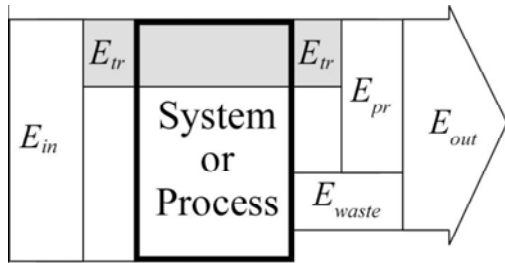 E_in
E_tr
System
or
Process
E_tr
E_pr
E_waste
E_out